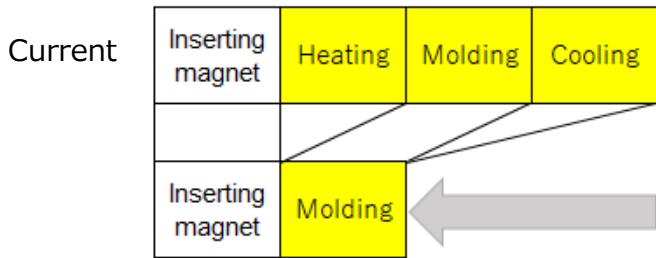 Current
Inserting
magnet
Heating
Molding
Cooling
Inserting
magnet
Molding